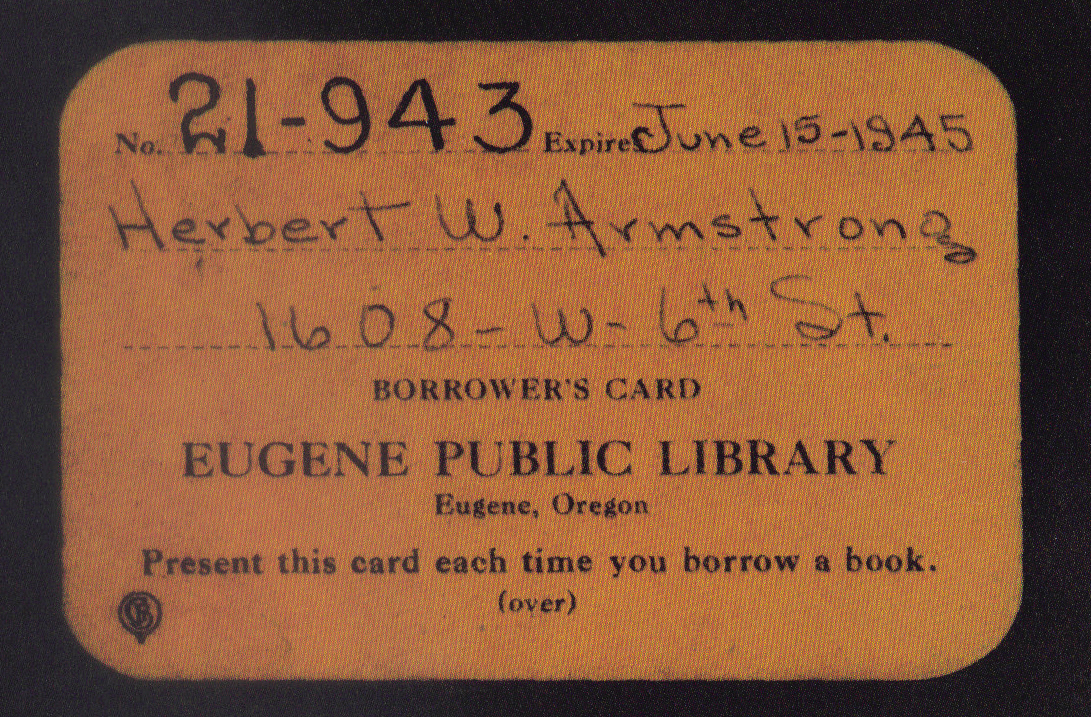 No. 21-943 Expires June 15-1945
Herbert W. Armstrong
1608-W-6th St.
BORROWER'S CARD
EUGENE PUBLIC LIBRARY
Eugene, Oregon
Present this card each time you borrow a book.
(over)